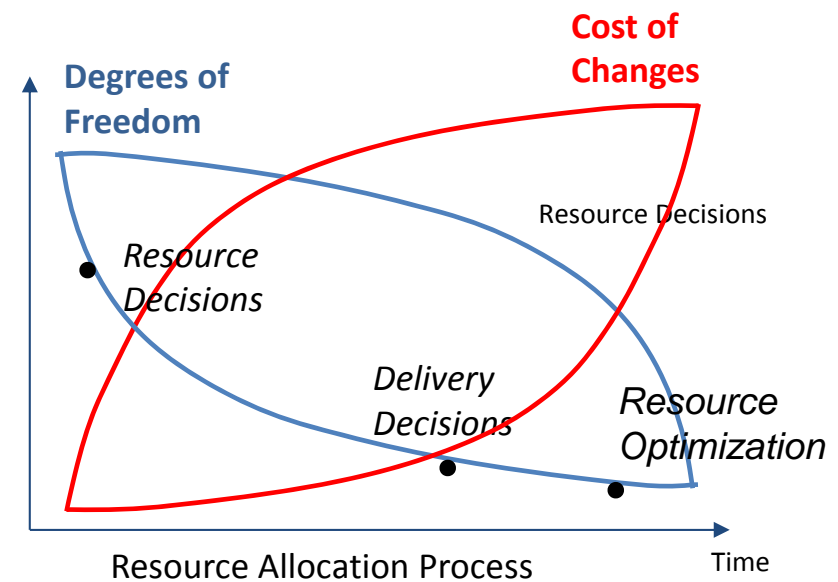 Cost of
Changes
Degrees of
Freedom
Resource Decisions
Resource
Decisions
Delivery
Decisions
Resource
Optimization
Resource Allocation Process
Time